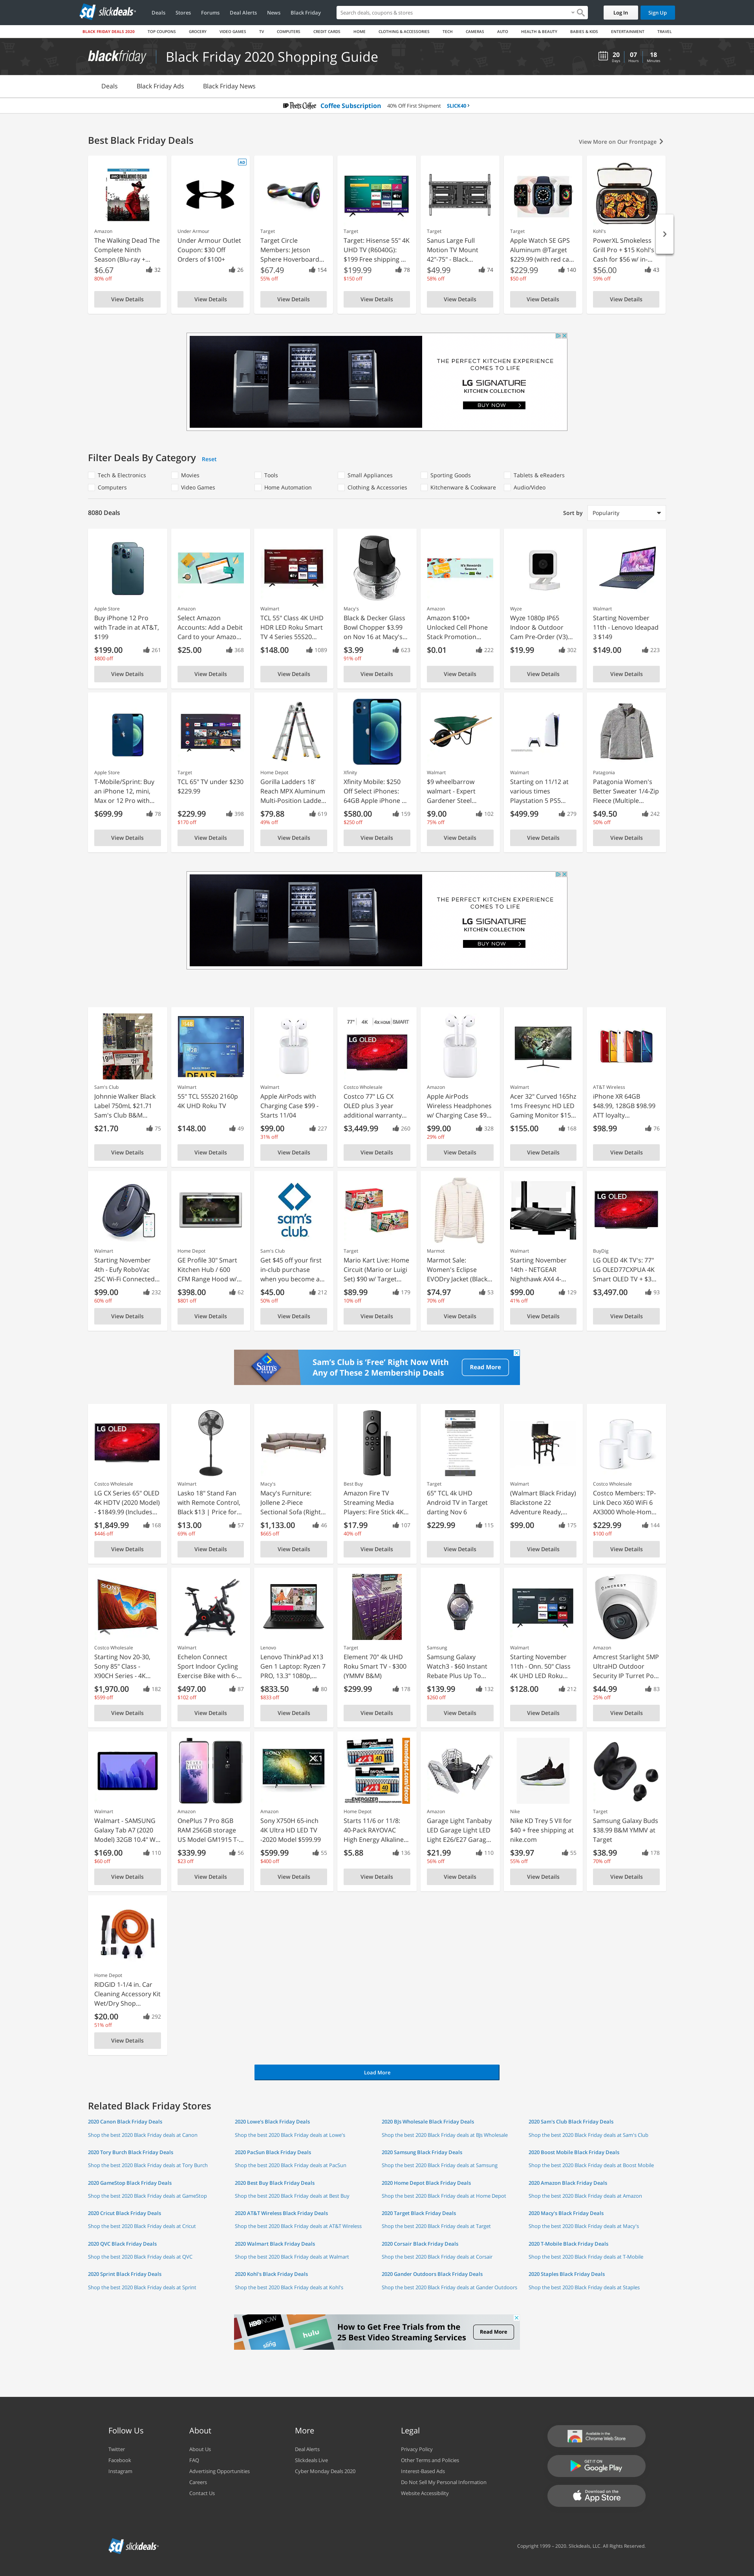 sd slickdeals
Deals Stores Forums Deal Alerts News Black Friday
Search deals, coupons & stores
Log In Sign Up
BLACK FRIDAY DEALS 2020 TOP COUPONS GROCERY VIDEO GAMES TV COMPUTERS CREDIT CARDS HOME CLOTHING & ACCESSORIES TECH CAMERAS AUTO HEALTH & BEAUTY BABIES & KIDS ENTERTAINMENT TRAVEL
blackfriday Black Friday 2020 Shopping Guide
20 Days 07 Hours 18 Minutes
Deals Black Friday Ads Black Friday News
Peet's Coffee Coffee Subscription 40% Off First Shipment SLICK40
Best Black Friday Deals
View More on Our Frontpage
Amazon
The Walking Dead The Complete Ninth Season (Blu-ray +...
$6.67 32
80% off
View Details
Ad
Under Armour
Under Armour Outlet Coupon: $30 Off Orders of $100+
26
View Details
Target
Target Circle Members: Jetson Sphere Hoverboard...
$67.49 154
55% off
View Details
Target
Target: Hisense 55" 4K UHD TV (R6040G): $199 Free shipping ...
$199.99 78
$150 off
View Details
Target
Sanus Large Full Motion TV Mount 42"-75" - Black...
$49.99 74
58% off
View Details
Target
Apple Watch SE GPS Aluminum @Target $229.99 (with red ca...
$229.99 140
$50 off
View Details
Kohl's
PowerXL Smokeless Grill Pro + $15 Kohl's Cash for $56 w/ in-...
$56.00 43
59% off
View Details
THE PERFECT KITCHEN EXPERIENCE
COMES TO LIFE
LG SIGNATURE
KITCHEN COLLECTION
BUY NOW
Filter Deals By Category Reset
Tech & Electronics Movies Tools Small Appliances Sporting Goods Tablets & eReaders
Computers Video Games Home Automation Clothing & Accessories Kitchenware & Cookware Audio/Video
8080 Deals
Sort by Popularity
Apple Store
Buy iPhone 12 Pro with Trade in at AT&T, $199
$199.00 261
$800 off
View Details
Amazon
Select Amazon Accounts: Add a Debit Card to your Amazo...
$25.00 368
View Details
Walmart
TCL 55" Class 4K UHD HDR LED Roku Smart TV 4 Series 55S20...
$148.00 1089
View Details
Macy's
Black & Decker Glass Bowl Chopper $3.99 on Nov 16 at Macy's...
$3.99 623
91% off
View Details
Amazon
Amazon $100+ Unlocked Cell Phone Stack Promotion...
$0.01 222
View Details
Wyze
Wyze 1080p IP65 Indoor & Outdoor Cam Pre-Order (V3)...
$19.99 302
View Details
Walmart
Starting November 11th - Lenovo Ideapad 3 $149
$149.00 223
View Details
Apple Store
T-Mobile/Sprint: Buy an iPhone 12, mini, Max or 12 Pro with...
$699.99 78
View Details
Target
TCL 65" TV under $230 $229.99
$229.99 398
$170 off
View Details
Home Depot
Gorilla Ladders 18' Reach MPX Aluminum Multi-Position Ladde...
$79.88 619
49% off
View Details
Xfinity
Xfinity Mobile: $250 Off Select iPhones: 64GB Apple iPhone ...
$580.00 159
$250 off
View Details
Walmart
$9 wheelbarrow walmart - Expert Gardener Steel...
$9.00 102
75% off
View Details
Walmart
Starting on 11/12 at various times Playstation 5 PS5...
$499.99 279
View Details
Patagonia
Patagonia Women's Better Sweater 1/4-Zip Fleece (Multiple...
$49.50 242
50% off
View Details
THE PERFECT KITCHEN EXPERIENCE
COMES TO LIFE
LG SIGNATURE
KITCHEN COLLECTION
BUY NOW
Sam's Club
Johnnie Walker Black Label 750mL $21.71 Sam's Club B&M...
$21.70 75
View Details
Walmart
55" TCL 55S20 2160p 4K UHD Roku TV
$148.00 49
View Details
Walmart
Apple AirPods with Charging Case $99 - Starts 11/04
$99.00 227
31% off
View Details
77" 4K 4K HDMI SMART
LG OLED
Costco Wholesale
Costco 77" LG CX OLED plus 3 year additional warranty...
$3,449.99 260
View Details
Amazon
Apple AirPods Wireless Headphones w/ Charging Case $9...
$99.00 328
29% off
View Details
Walmart
Acer 32" Curved 165hz 1ms Freesync HD LED Gaming Monitor $15...
$155.00 168
View Details
AT&T Wireless
iPhone XR 64GB $48.99, 128GB $98.99 ATT loyalty...
$98.99 76
View Details
Walmart
Starting November 4th - Eufy RoboVac 25C Wi-Fi Connected...
$99.00 232
60% off
View Details
Home Depot
GE Profile 30" Smart Kitchen Hub / 600 CFM Range Hood w/...
$398.00 62
$801 off
View Details
sam's club
Sam's Club
Get $45 off your first in-club purchase when you become a...
$45.00 212
50% off
View Details
Target
Mario Kart Live: Home Circuit (Mario or Luigi Set) $90 w/ Target...
$89.99 179
10% off
View Details
Marmot
Marmot Sale: Women's Eclipse EVODry Jacket (Black...
$74.97 53
70% off
View Details
Walmart
Starting November 14th - NETGEAR Nighthawk AX4 4-...
$99.00 129
41% off
View Details
LG OLED
BuyDig
LG OLED 4K TV's: 77" LG OLED77CXPUA 4K Smart OLED TV + $3...
$3,497.00 93
View Details
Sam's Club is 'Free' Right Now With
Any of These 2 Membership Deals
Read More
LG OLED
Costco Wholesale
LG CX Series 65" OLED 4K HDTV (2020 Model) - $1849.99 (Includes...
$1,849.99 168
$446 off
View Details
Walmart
Lasko 18" Stand Fan with Remote Control, Black $13 | Price for...
$13.00 57
69% off
View Details
Macy's
Macy's Furniture: Jollene 2-Piece Sectional Sofa (Right...
$1,133.00 46
$665 off
View Details
Best Buy
Amazon Fire TV Streaming Media Players: Fire Stick 4K...
$17.99 107
40% off
View Details
Target
65" TCL 4k UHD Android TV in Target darting Nov 6
$229.99 115
View Details
Walmart
(Walmart Black Friday) Blackstone 22 Adventure Ready,...
$99.00 175
View Details
Costco Wholesale
Costco Members: TP-Link Deco X60 WiFi 6 AX3000 Whole-Hom...
$229.99 144
$100 off
View Details
SONY
Costco Wholesale
Starting Nov 20-30, Sony 85" Class - X90CH Series - 4K...
$1,970.00 182
$599 off
View Details
Walmart
Echelon Connect Sport Indoor Cycling Exercise Bike with 6-...
$497.00 87
$102 off
View Details
Lenovo
Lenovo ThinkPad X13 Gen 1 Laptop: Ryzen 7 PRO, 13.3" 1080p,...
$833.50 80
$833 off
View Details
Target
Element 70" 4k UHD Roku Smart TV - $300 (YMMV B&M)
$299.99 178
View Details
Samsung
Samsung Galaxy Watch3 - $60 Instant Rebate Plus Up To...
$139.99 132
$260 off
View Details
Walmart
Starting November 11th - Onn. 50" Class 4K UHD LED Roku...
$128.00 212
View Details
Amazon
Amcrest Starlight 5MP UltraHD Outdoor Security IP Turret Po...
$44.99 83
25% off
View Details
Walmart
Walmart - SAMSUNG Galaxy Tab A7 (2020 Model) 32GB 10.4" W...
$169.00 110
$60 off
View Details
Amazon
OnePlus 7 Pro 8GB RAM 256GB storage US Model GM1915 T-...
$339.99 56
$23 off
View Details
SONY X1
Amazon
Sony X750H 65-inch 4K Ultra HD LED TV -2020 Model $599.99
$599.99 55
$400 off
View Details
Home Depot
Starts 11/6 or 11/8: 40-Pack RAYOVAC High Energy Alkaline...
$5.88 136
View Details
Amazon
Garage Light Tanbaby LED Garage Light LED Light E26/E27 Garag...
$21.99 110
56% off
View Details
Nike
Nike KD Trey 5 VII for $40 + free shipping at nike.com
$39.97 55
55% off
View Details
Target
Samsung Galaxy Buds $38.99 B&M YMMV at Target
$38.99 178
70% off
View Details
Home Depot
RIDGID 1-1/4 in. Car Cleaning Accessory Kit Wet/Dry Shop...
$20.00 292
51% off
View Details
Load More
Related Black Friday Stores
2020 Canon Black Friday Deals 2020 Lowe's Black Friday Deals 2020 BJs Wholesale Black Friday Deals 2020 Sam's Club Black Friday Deals
Shop the best 2020 Black Friday deals at Canon Shop the best 2020 Black Friday deals at Lowe's Shop the best 2020 Black Friday deals at BJs Wholesale Shop the best 2020 Black Friday deals at Sam's Club
2020 Tory Burch Black Friday Deals 2020 PacSun Black Friday Deals 2020 Samsung Black Friday Deals 2020 Boost Mobile Black Friday Deals
Shop the best 2020 Black Friday deals at Tory Burch Shop the best 2020 Black Friday deals at PacSun Shop the best 2020 Black Friday deals at Samsung Shop the best 2020 Black Friday deals at Boost Mobile
2020 GameStop Black Friday Deals 2020 Best Buy Black Friday Deals 2020 Home Depot Black Friday Deals 2020 Amazon Black Friday Deals
Shop the best 2020 Black Friday deals at GameStop Shop the best 2020 Black Friday deals at Best Buy Shop the best 2020 Black Friday deals at Home Depot Shop the best 2020 Black Friday deals at Amazon
2020 Cricut Black Friday Deals 2020 AT&T Wireless Black Friday Deals 2020 Target Black Friday Deals 2020 Macy's Black Friday Deals
Shop the best 2020 Black Friday deals at Cricut Shop the best 2020 Black Friday deals at AT&T Wireless Shop the best 2020 Black Friday deals at Target Shop the best 2020 Black Friday deals at Macy's
2020 QVC Black Friday Deals 2020 Walmart Black Friday Deals 2020 Corsair Black Friday Deals 2020 T-Mobile Black Friday Deals
Shop the best 2020 Black Friday deals at QVC Shop the best 2020 Black Friday deals at Walmart Shop the best 2020 Black Friday deals at Corsair Shop the best 2020 Black Friday deals at T-Mobile
2020 Sprint Black Friday Deals 2020 Kohl's Black Friday Deals 2020 Gander Outdoors Black Friday Deals 2020 Staples Black Friday Deals
Shop the best 2020 Black Friday deals at Sprint Shop the best 2020 Black Friday deals at Kohl's Shop the best 2020 Black Friday deals at Gander Outdoors Shop the best 2020 Black Friday deals at Staples
HBO NOW
sling hulu
How to Get Free Trials from the
25 Best Video Streaming Services
Read More
Follow Us About More Legal
Twitter About Us Deal Alerts Privacy Policy
Facebook FAQ Slickdeals Live Other Terms and Policies
Instagram Advertising Opportunities Cyber Monday Deals 2020 Interest-Based Ads
Careers Do Not Sell My Personal Information
Contact Us Website Accessibility
Available in the Chrome Web Store
GET IT ON Google Play
Download on the App Store
sd slickdeals
Copyright 1999 - 2020. Slickdeals, LLC. All Rights Reserved.